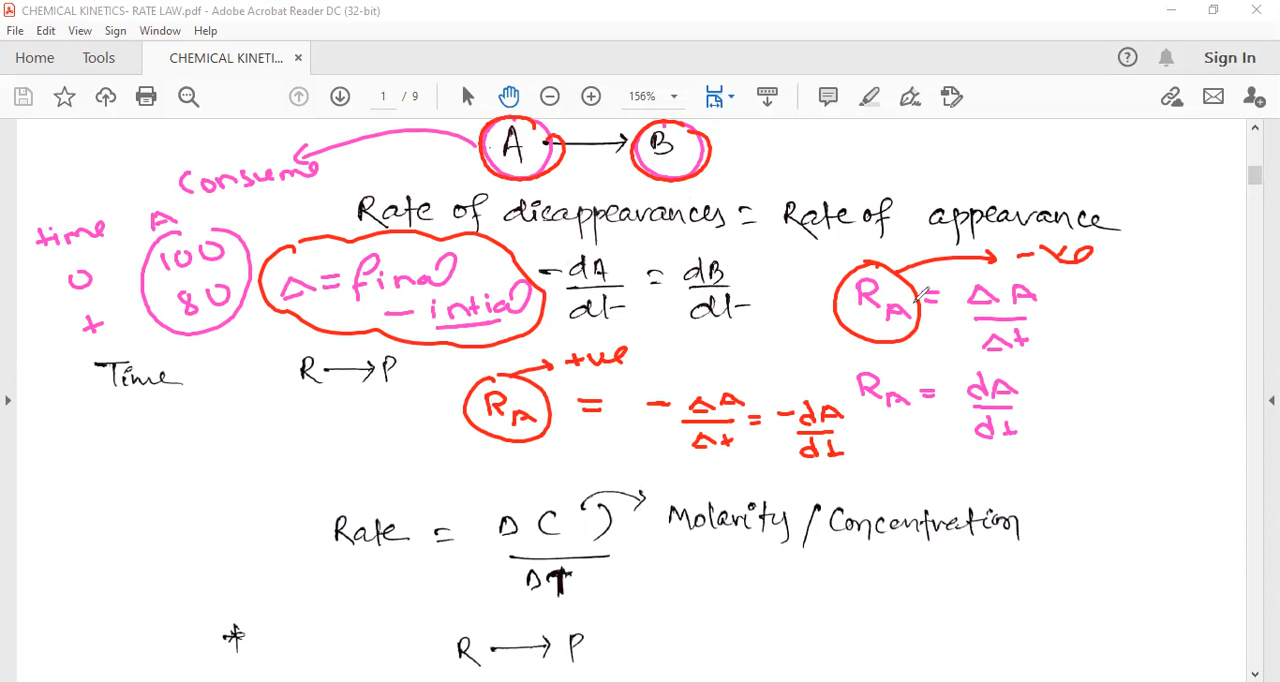 CHEMICAL KINETICS- RATE LAW.pdf - Adobe Acrobat Reader DC (32-bit)
File Edit View Sign Window Help
Home Tools CHEMICAL KINETI... × Sign In
1 / 9 156%
A → B
Consume
Rate of disappearances = Rate of appearance
time A
0 100
t 80
Δ = final
- intial
-dA/dt = dB/dt
→ -ve
R_A = ΔA/Δt
Time R → P
→ +ve
R_A = - ΔA/Δt = -dA/dt
R_A = dA/dt
Rate = ΔC/ΔT → Molarity / Concentration
* R → P